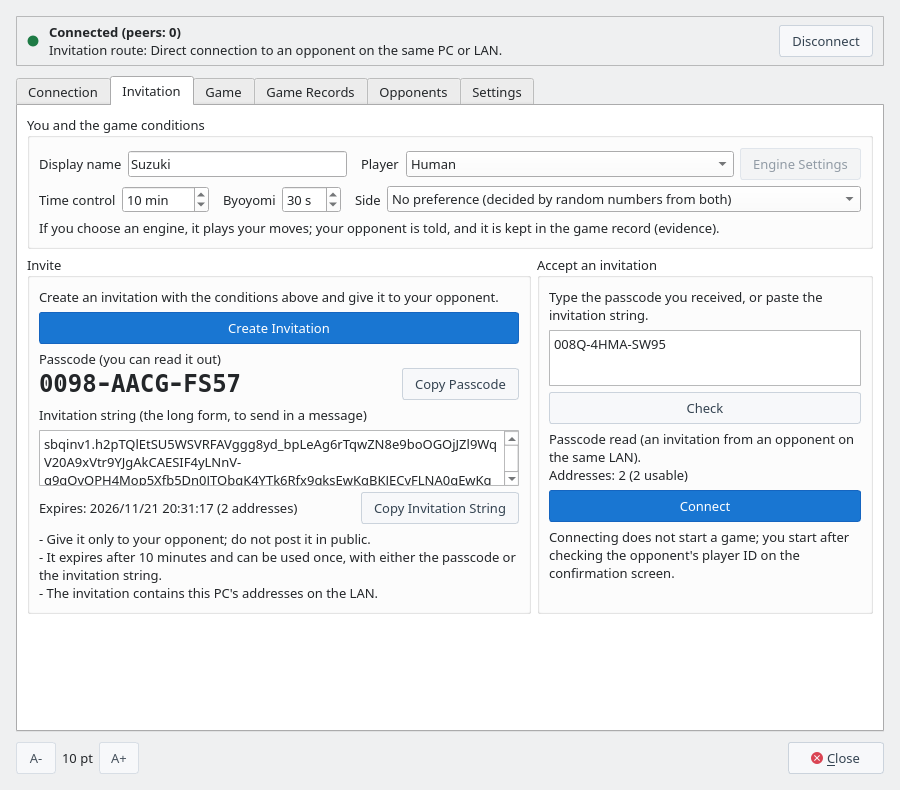 Connected (peers: 0)
Invitation route: Direct connection to an opponent on the same PC or LAN.
Disconnect
Connection
Invitation
Game
Game Records
Opponents
Settings
You and the game conditions
Display name
Suzuki
Player
Human
Engine Settings
Time control
10 min
Byoyomi
30 s
Side
No preference (decided by random numbers from both)
If you choose an engine, it plays your moves; your opponent is told, and it is kept in the game record (evidence).
Invite
Create an invitation with the conditions above and give it to your opponent.
Create Invitation
Passcode (you can read it out)
0098-AACG-FS57
Copy Passcode
Invitation string (the long form, to send in a message)
Expires: 2026/11/21 20:31:17 (2 addresses)
Copy Invitation String
- Give it only to your opponent; do not post it in public.
- It expires after 10 minutes and can be used once, with either the passcode or
the invitation string.
- The invitation contains this PC's addresses on the LAN.
Accept an invitation
Type the passcode you received, or paste the
invitation string.
008Q-4HMA-SW95
Check
Passcode read (an invitation from an opponent on
the same LAN).
Addresses: 2 (2 usable)
Connect
Connecting does not start a game; you start after
checking the opponent's player ID on the
confirmation screen.
A-
10 pt
A+
Close